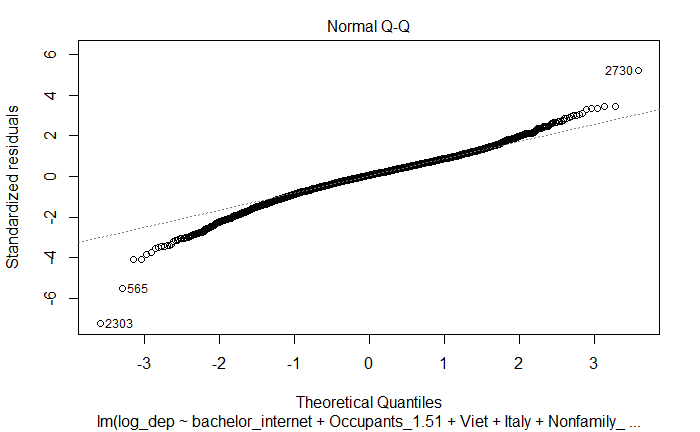 Normal Q-Q
6
4
2
0
-2
-4
-6
Standardized residuals
2730
565
2303
-3 -2 -1 0 1 2 3
Theoretical Quantiles
lm(log_dep ~ bachelor_internet + Occupants_1.51 + Viet + Italy + Nonfamily_ ...